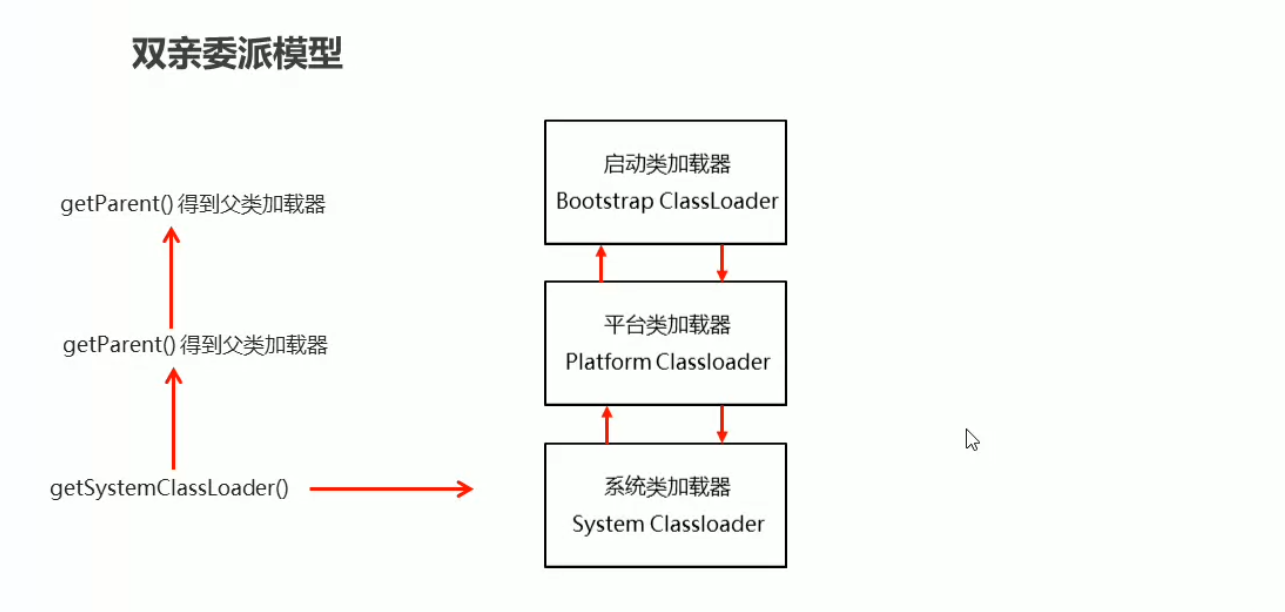 双亲委派模型
启动类加载器
Bootstrap ClassLoader
getParent() 得到父类加载器
平台类加载器
Platform Classloader
getParent() 得到父类加载器
系统类加载器
System Classloader
getSystemClassLoader()